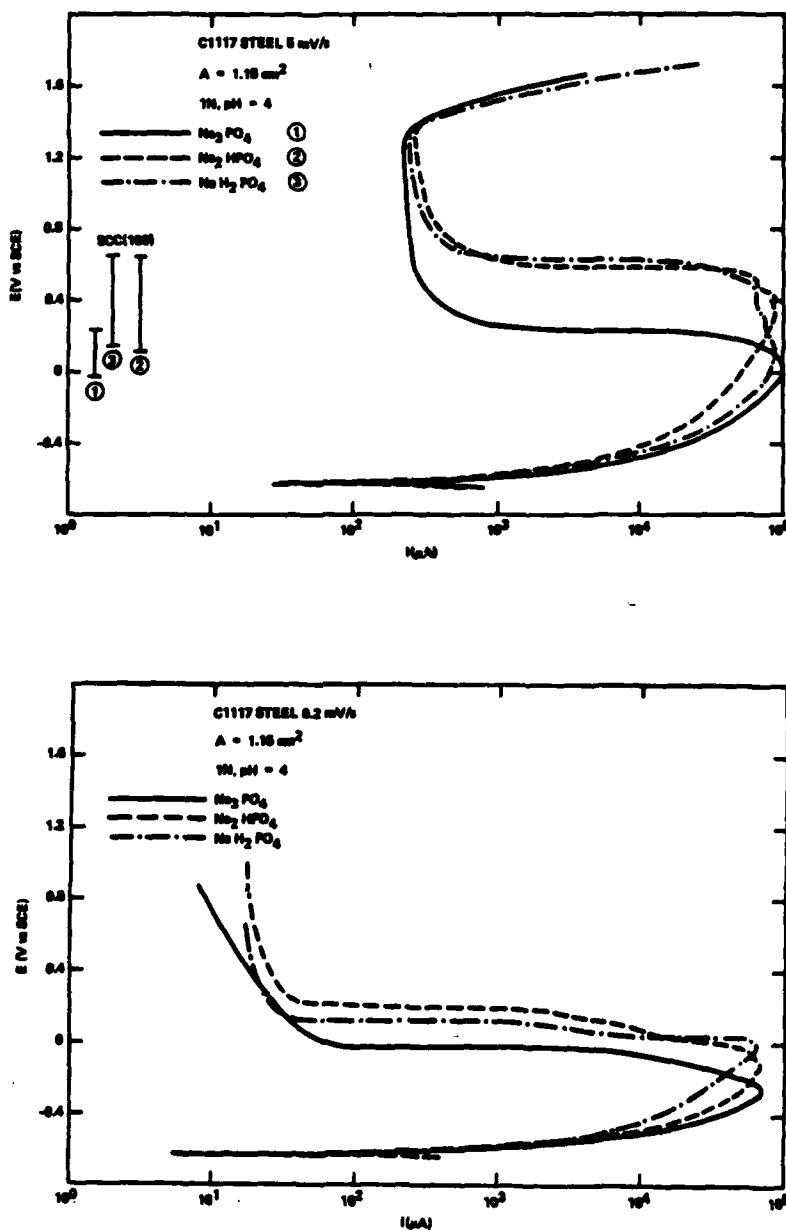 C1117 STEEL 5 mV/s
A = 1.15 cm²
1N, pH = 4
Na₃ PO₄ ①
Na₂ HPO₄ ②
Na H₂ PO₄ ③
SCC(100)
① ③ ②
1.6
1.2
0.8
0.4
0
-0.4
E(V vs SCE)
10⁰ 10¹ 10² 10³ 10⁴ 10⁵
I(μA)
C1117 STEEL 0.2 mV/s
A = 1.15 cm²
1N, pH = 4
Na₃ PO₄
Na₂ HPO₄
Na H₂ PO₄
1.6
1.2
0.8
0.4
0
-0.4
E (V vs SCE)
10⁰ 10¹ 10² 10³ 10⁴ 10⁵
I(μA)